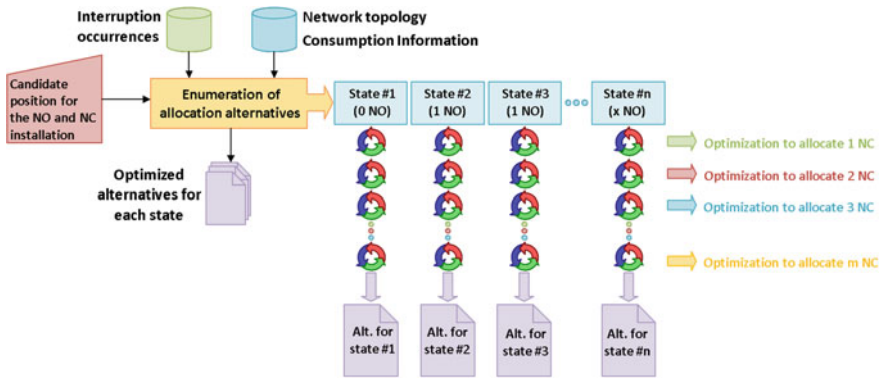 Interruption
occurrences
Network topology
Consumption Information
Candidate
position for
the NO and NC
installation
Enumeration of
allocation alternatives
State #1
(0 NO)
State #2
(1 NO)
State #3
(1 NO)
State #n
(x NO)
Optimized
alternatives for
each state
Optimization to allocate 1 NC
Optimization to allocate 2 NC
Optimization to allocate 3 NC
Optimization to allocate m NC
Alt. for
state #1
Alt. for
state #2
Alt. for
state #3
Alt. for
state #n